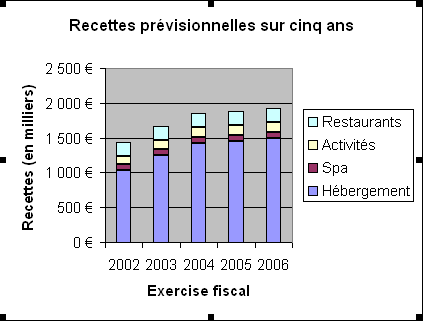 Recettes prévisionnelles sur cinq ans
Recettes (en milliers)
2 500 €
2 000 €
1 500 €
1 000 €
500 €
0 €
2002 2003 2004 2005 2006
Exercise fiscal
Restaurants
Activités
Spa
Hébergement